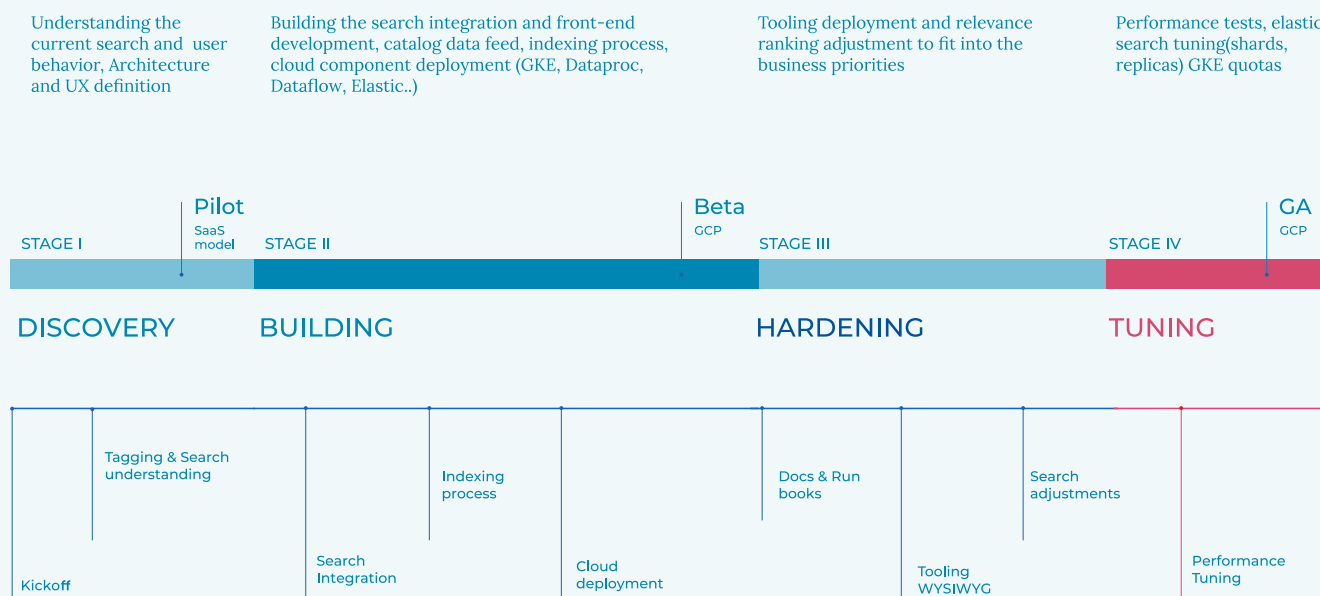 Understanding the
current search and  user
behavior, Architecture
and UX definition
Building the search integration and front-end
development, catalog data feed, indexing process,
cloud component deployment (GKE, Dataproc,
Dataflow, Elastic..)
Tooling deployment and relevance
ranking adjustment to fit into the
business priorities
Performance tests, elastic
search tuning(shards,
replicas) GKE quotas
Pilot
SaaS
model
Beta
GCP
GA
GCP
STAGE I
STAGE II
STAGE III
STAGE IV
DISCOVERY
BUILDING
HARDENING
TUNING
Kickoff
Tagging & Search
understanding
Search
Integration
Indexing
process
Cloud
deployment
Docs & Run
books
Tooling
WYSIWYG
Search
adjustments
Performance
Tuning